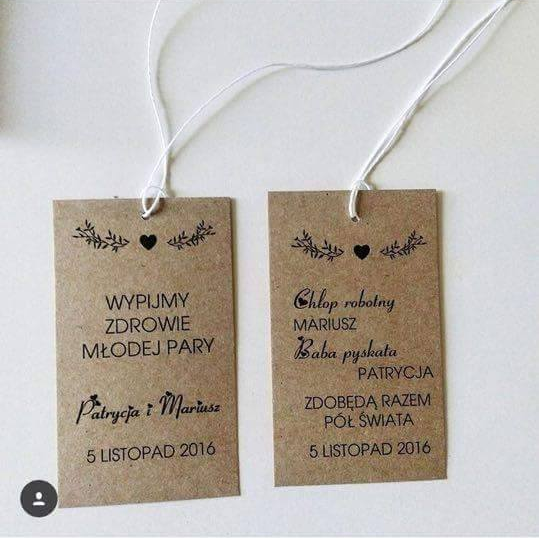 WYPIJMY
ZDROWIE
MŁODEJ PARY
Patrycja i Mariusz
5 LISTOPAD 2016
Chłop robotny
MARIUSZ
Baba pyskata
PATRYCJA
ZDOBĘDĄ RAZEM
PÓŁ ŚWIATA
5 LISTOPAD 2016